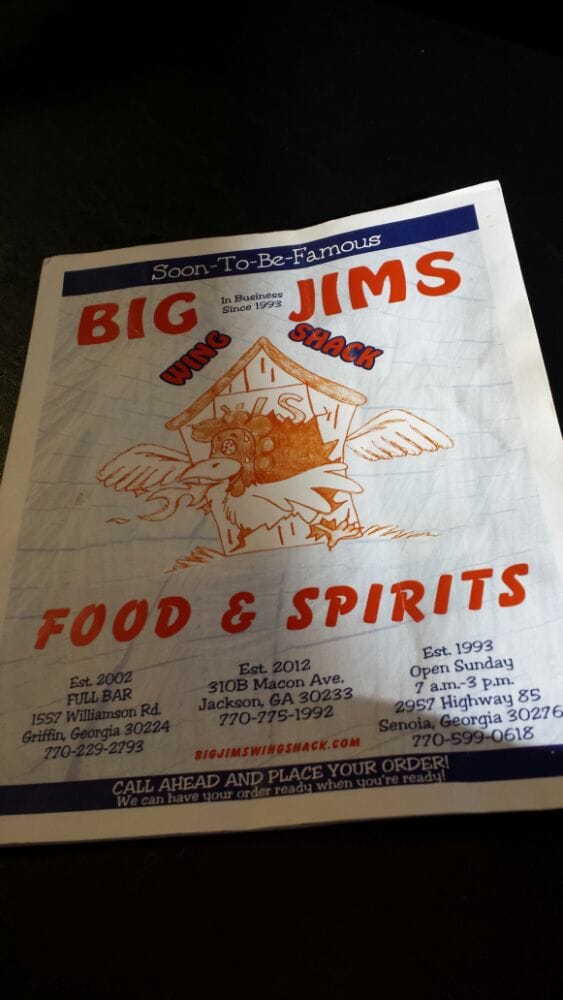 Soon-To-Be-Famous
BIG JIMS
In Business
Since 1993
WING SHACK
FOOD & SPIRITS
Est. 2002
FULL BAR
1557 Williamson Rd.
Griffin, Georgia 30224
770-229-2793
Est. 2012
310B Macon Ave.
Jackson, GA 30233
770-775-1992
Est. 1993
Open Sunday
7 a.m.-3 p.m.
2957 Highway 85
Senoia, Georgia 30276
770-599-0618
BIGJIMSWINGSHACK.COM
CALL AHEAD AND PLACE YOUR ORDER!
We can have your order ready when you're ready!